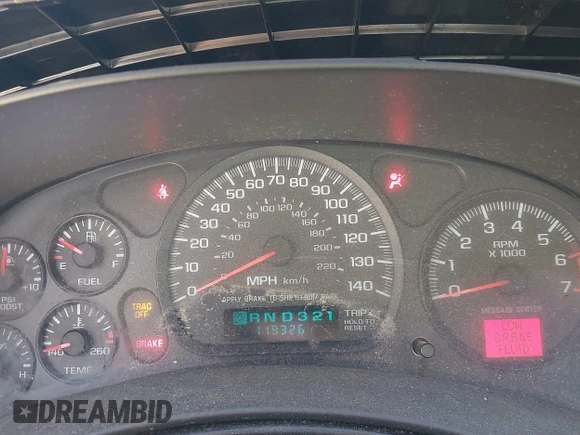 0 10 20 30 40 50 60 70 80 90 100 110 120 130 140
20 40 60 80 100 120 140 160 180 200 220
MPH km/h
APPLY BRAKE TO SHIFT FROM PARK
RND321
TRIP
HOLD-TO
RESET
E F
FUEL
+10
PSI
BOOST
TRAC
OFF
BRAKE
140 260
TEMP
H
0 1 2 3 4 5 6 7
RPM
X 1000
MESSAGE CENTER
LOW
BRAKE
FLUID
DREAMBID